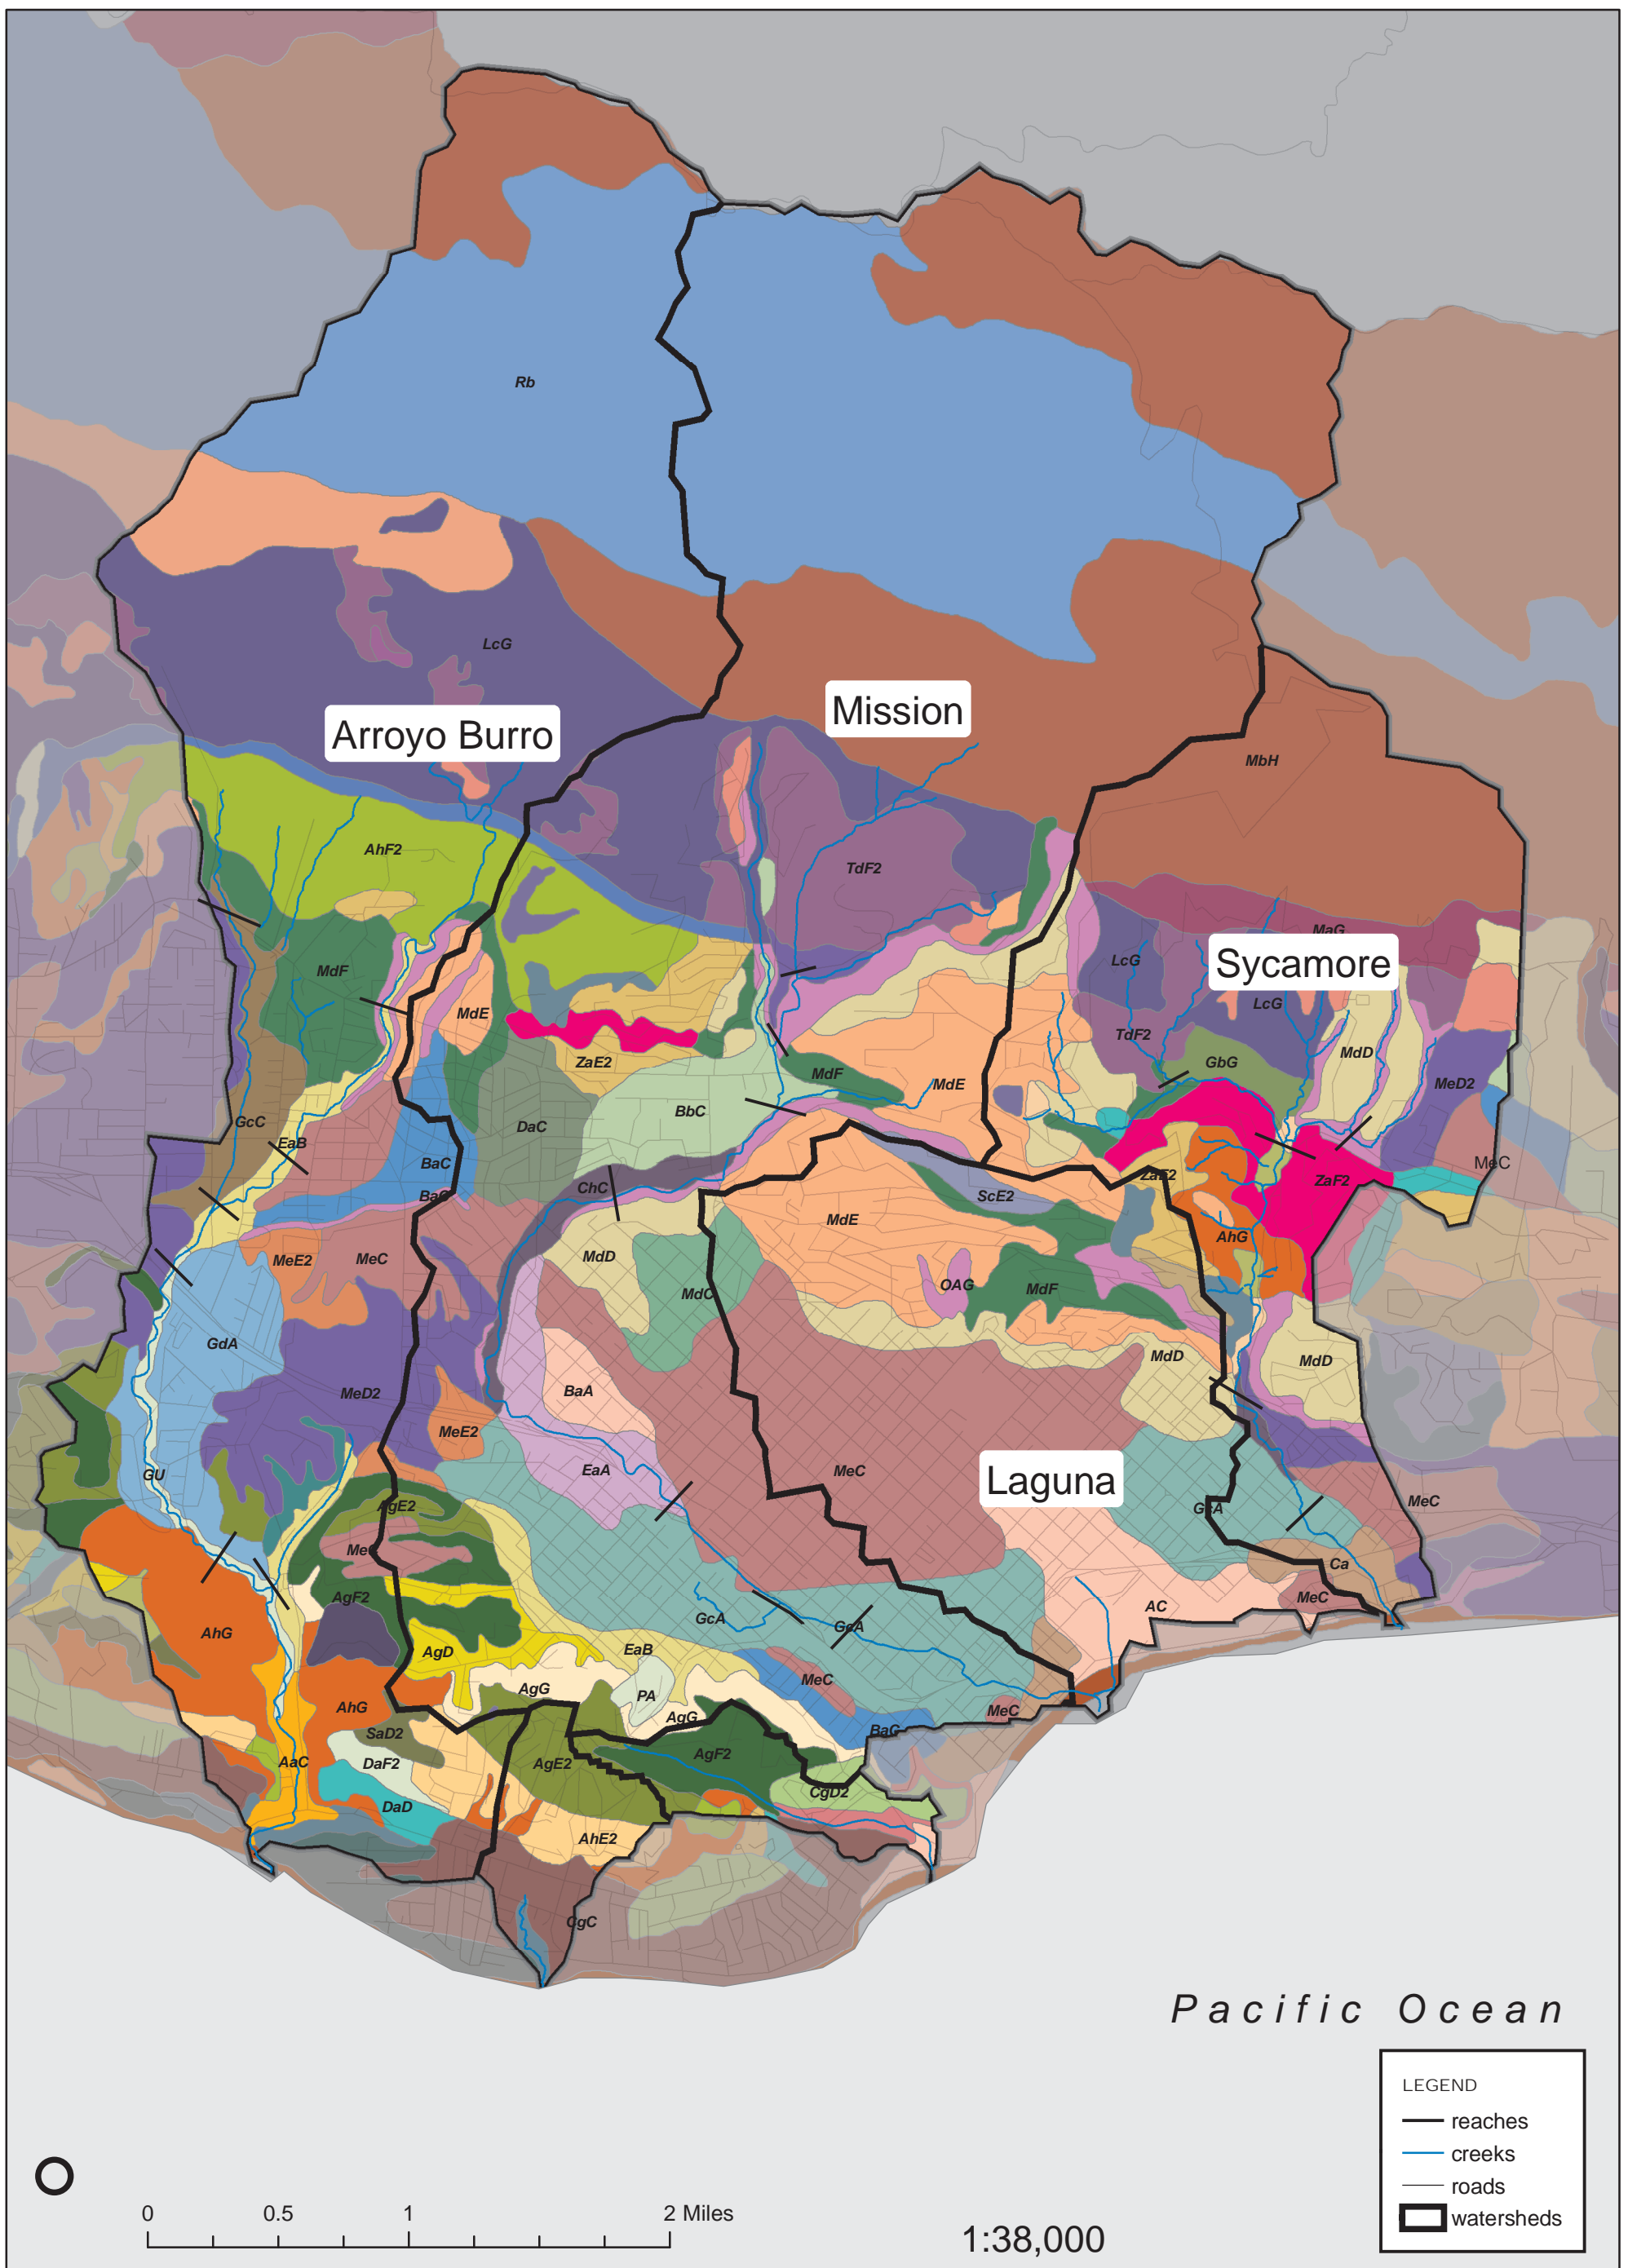 Rb
LcG
Mission
Arroyo Burro
MbH
AhF2
TdF2
MaG
LcG
Sycamore
MdF
LcG
MdE
TdF2
MdD
ZaE2
GbG
MdF
MdE
MeD2
BbC
GcC
DaC
EaB
BaC
MeC
ZaE2
ZaF2
ChC
BaC
ScE2
MdE
AhG
MdD
MeE2
MeC
OAG
MdF
MdC
GdA
MdD
MdD
MeD2
BaA
MeE2
EaA
MeC
Laguna
GU
AgE2
GcA
MeC
MeC
Ca
AgF2
MeC
AC
AhG
GcA
GcA
AgD
EaB
MeC
AgG
PA
AhG
AgG
MeC
SaD2
BaC
AaC
DaF2
AgE2
AgF2
CgD2
DaD
AhE2
CgC
Pacific Ocean
LEGEND
reaches
creeks
roads
watersheds
0 0.5 1 2 Miles
1:38,000